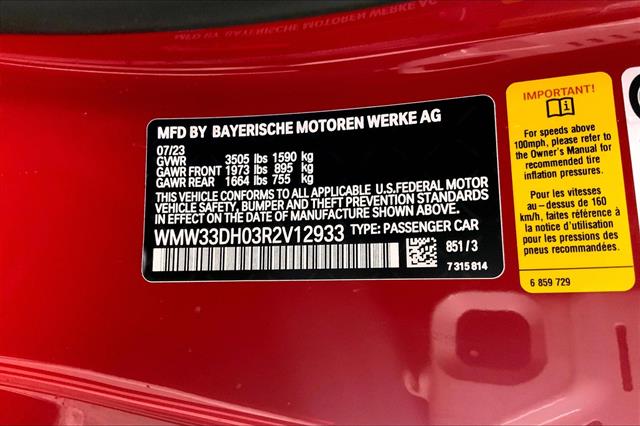 MFD BY BAYERISCHE MOTOREN WERKE AG
07/23
GVWR 3505 lbs 1590 kg
GAWR FRONT 1973 lbs 895 kg
GAWR REAR 1664 lbs 755 kg
THIS VEHICLE CONFORMS TO ALL APPLICABLE U.S.FEDERAL MOTOR
VEHICLE SAFETY, BUMPER AND THEFT PREVENTION STANDARDS
IN EFFECT ON THE DATE OF MANUFACTURE SHOWN ABOVE.
WMW33DH03R2V12933 TYPE: PASSENGER CAR
851/3
7 315 814
IMPORTANT!
For speeds above
100mph, please refer to
the Owner's Manual for
recommended tire
inflation pressures.
Pour les vitesses
au-dessus de 160
km/h, faites référence à
la notice d'utilisation
pour les pressions de
gonflage des pneus
recommandées.
6 859 729